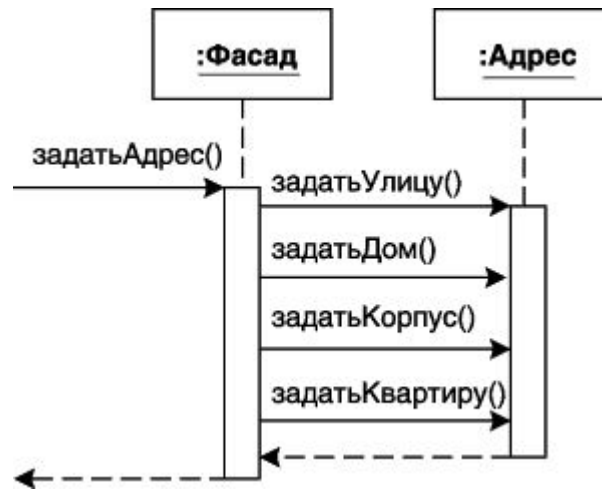 :Фасад
:Адрес
задатьАдрес()
задатьУлицу()
задатьДом()
задатьКорпус()
задатьКвартиру()